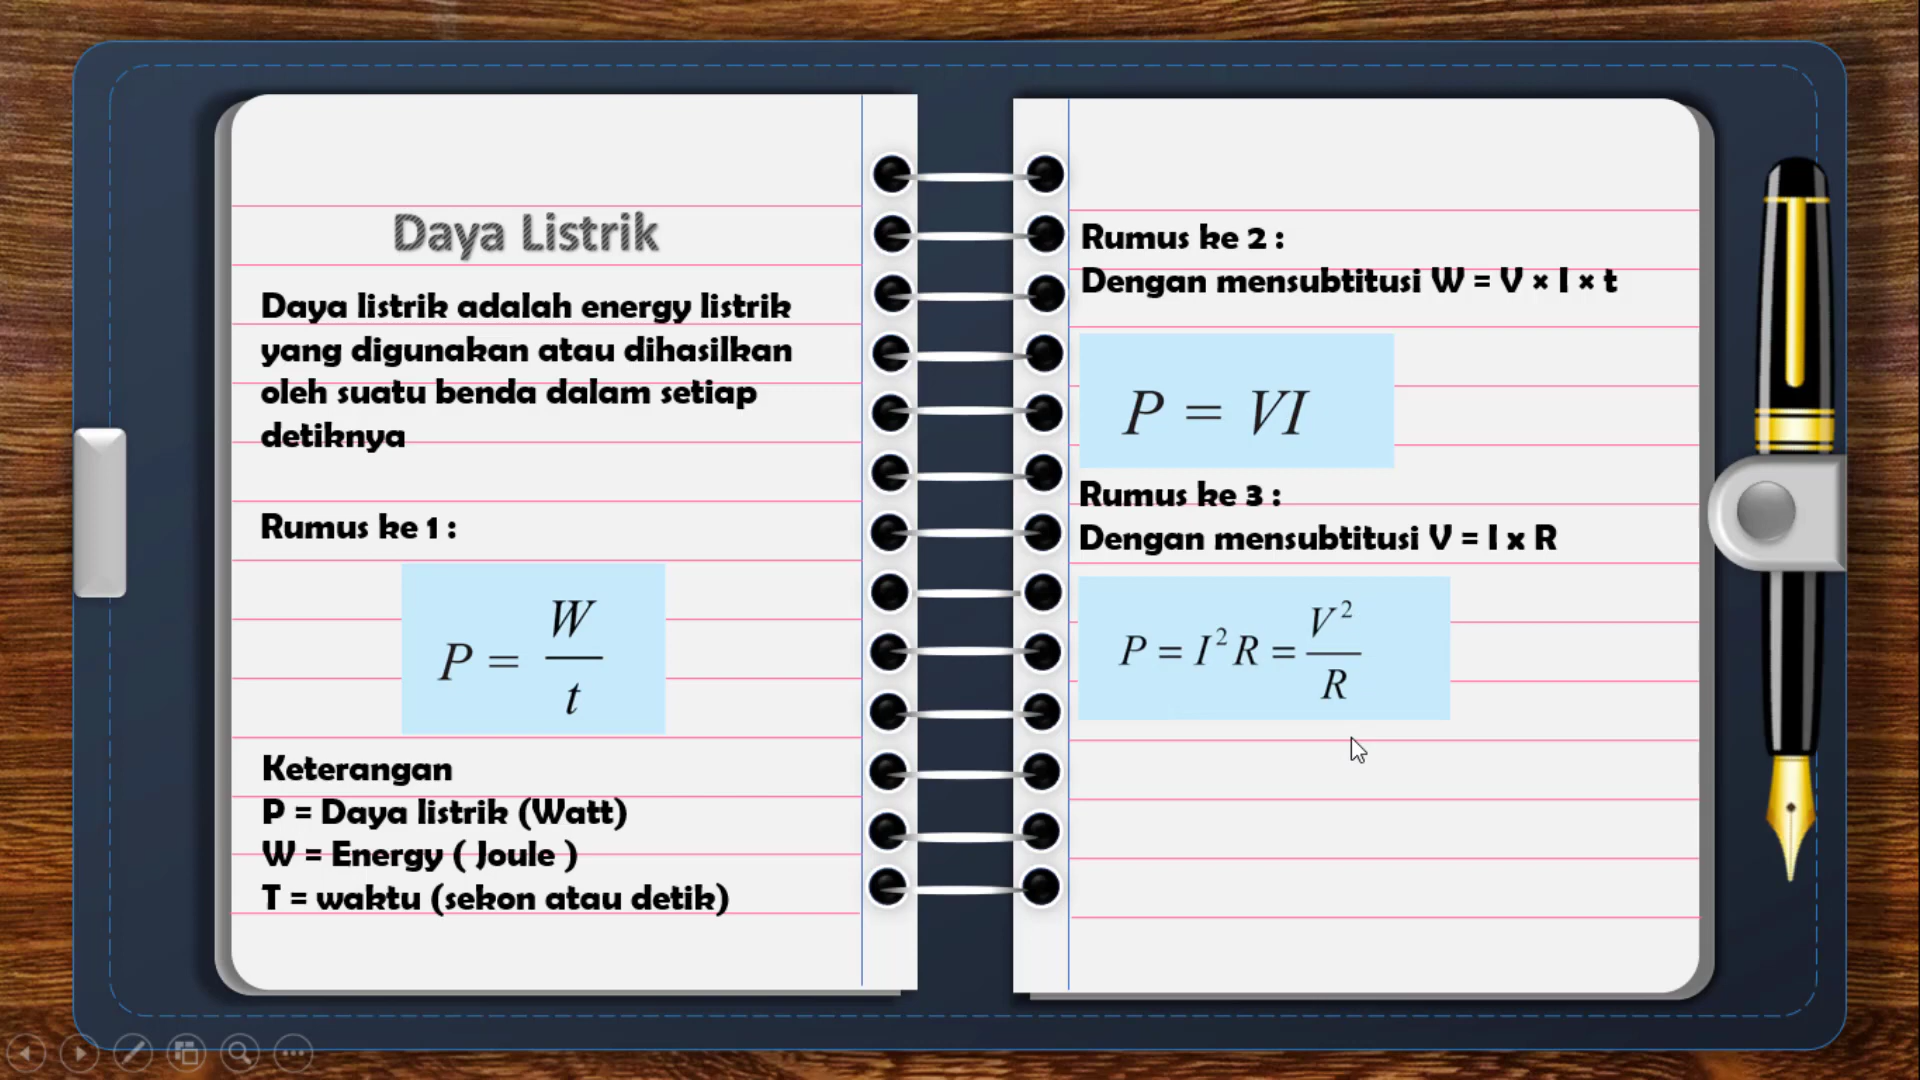 Daya Listrik
Daya listrik adalah energy listrik
yang digunakan atau dihasilkan
oleh suatu benda dalam setiap
detiknya
Rumus ke 1 :
P = W / t
Keterangan
P = Daya listrik (Watt)
W = Energy ( Joule )
T = waktu (sekon atau detik)
Rumus ke 2 :
Dengan mensubtitusi W = V × I × t
P = VI
Rumus ke 3 :
Dengan mensubtitusi V = I x R
P = I² R = V² / R